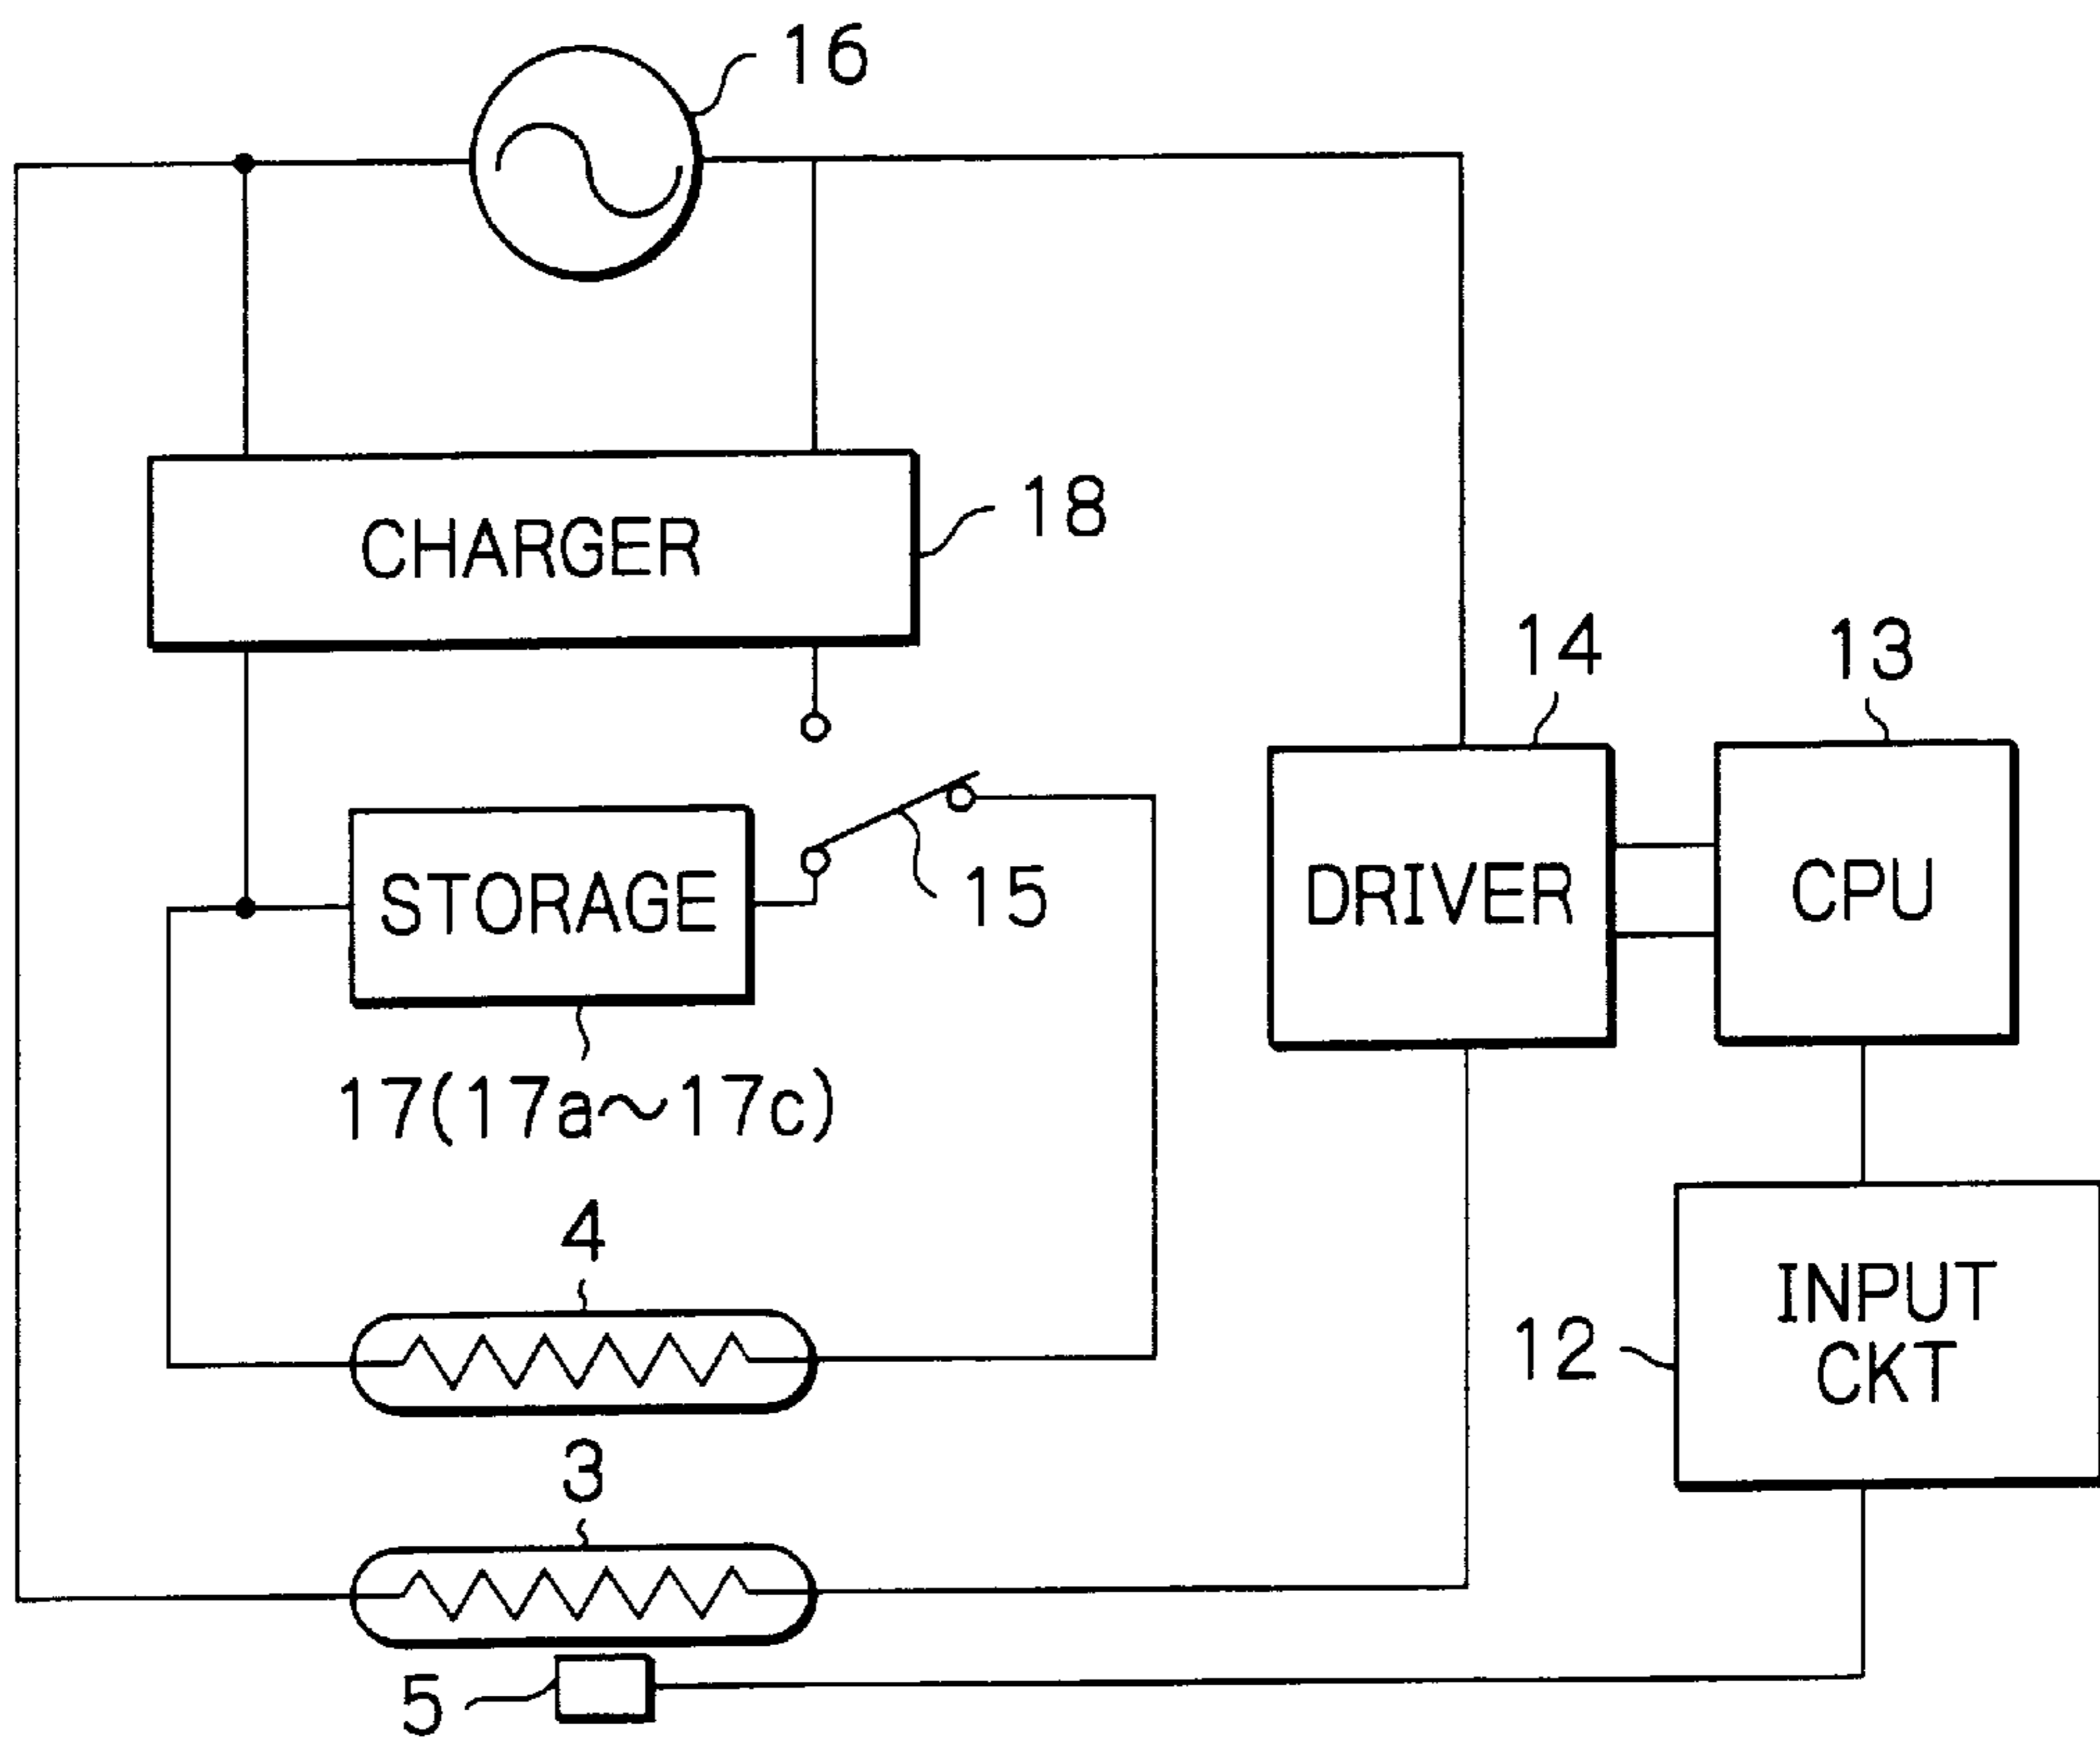 16
CHARGER
18
14
13
STORAGE
15
DRIVER
CPU
17(17a~17c)
4
12
INPUT
CKT
3
5